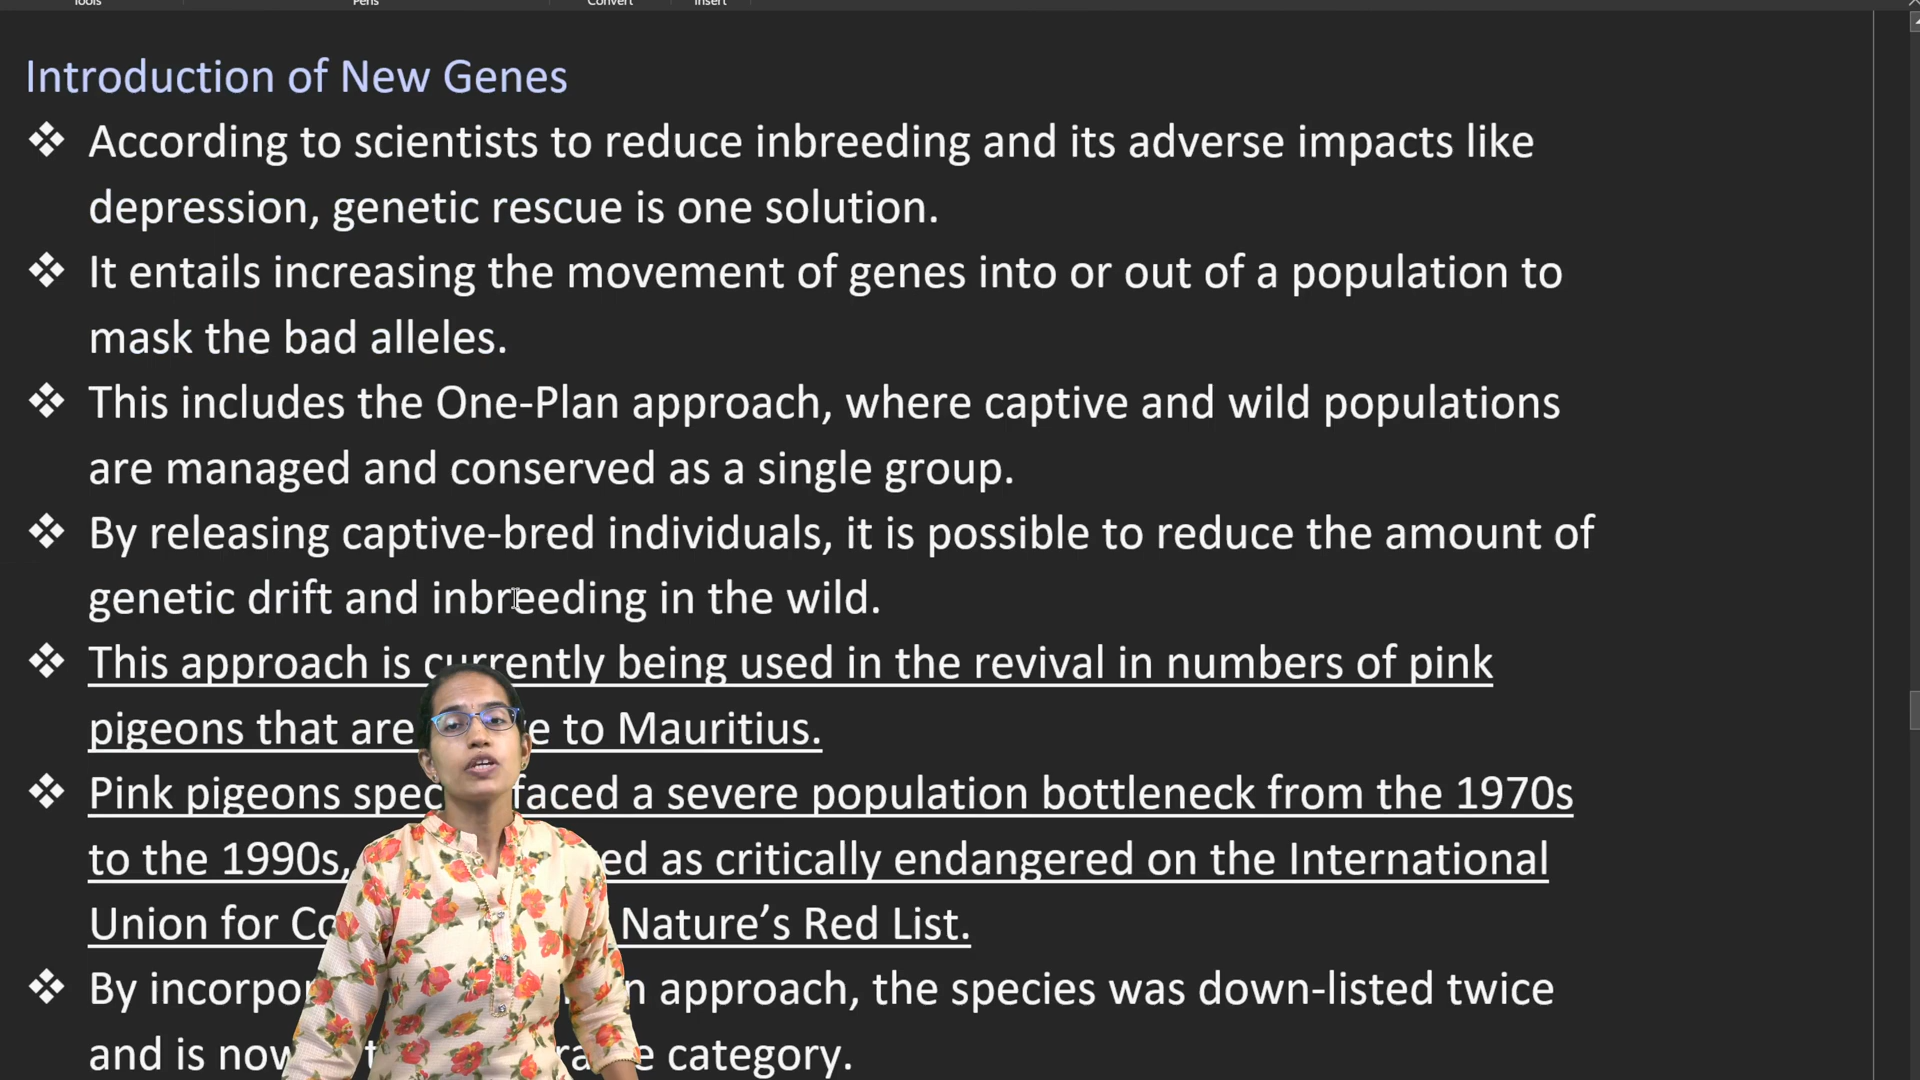 Tools Pens Convert Insert
Introduction of New Genes
❖ According to scientists to reduce inbreeding and its adverse impacts like
depression, genetic rescue is one solution.
❖ It entails increasing the movement of genes into or out of a population to
mask the bad alleles.
❖ This includes the One-Plan approach, where captive and wild populations
are managed and conserved as a single group.
❖ By releasing captive-bred individuals, it is possible to reduce the amount of
genetic drift and inbreeding in the wild.
❖ This approach is currently being used in the revival in numbers of pink
pigeons that are to Mauritius.
❖ Pink pigeons faced a severe population bottleneck from the 1970s
to the 1990s, as critically endangered on the International
Union for Nature’s Red List.
❖ By approach, the species was down-listed twice
and is now category.